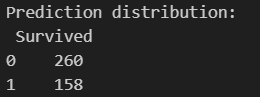 Prediction distribution:
Survived
0    260
1    158